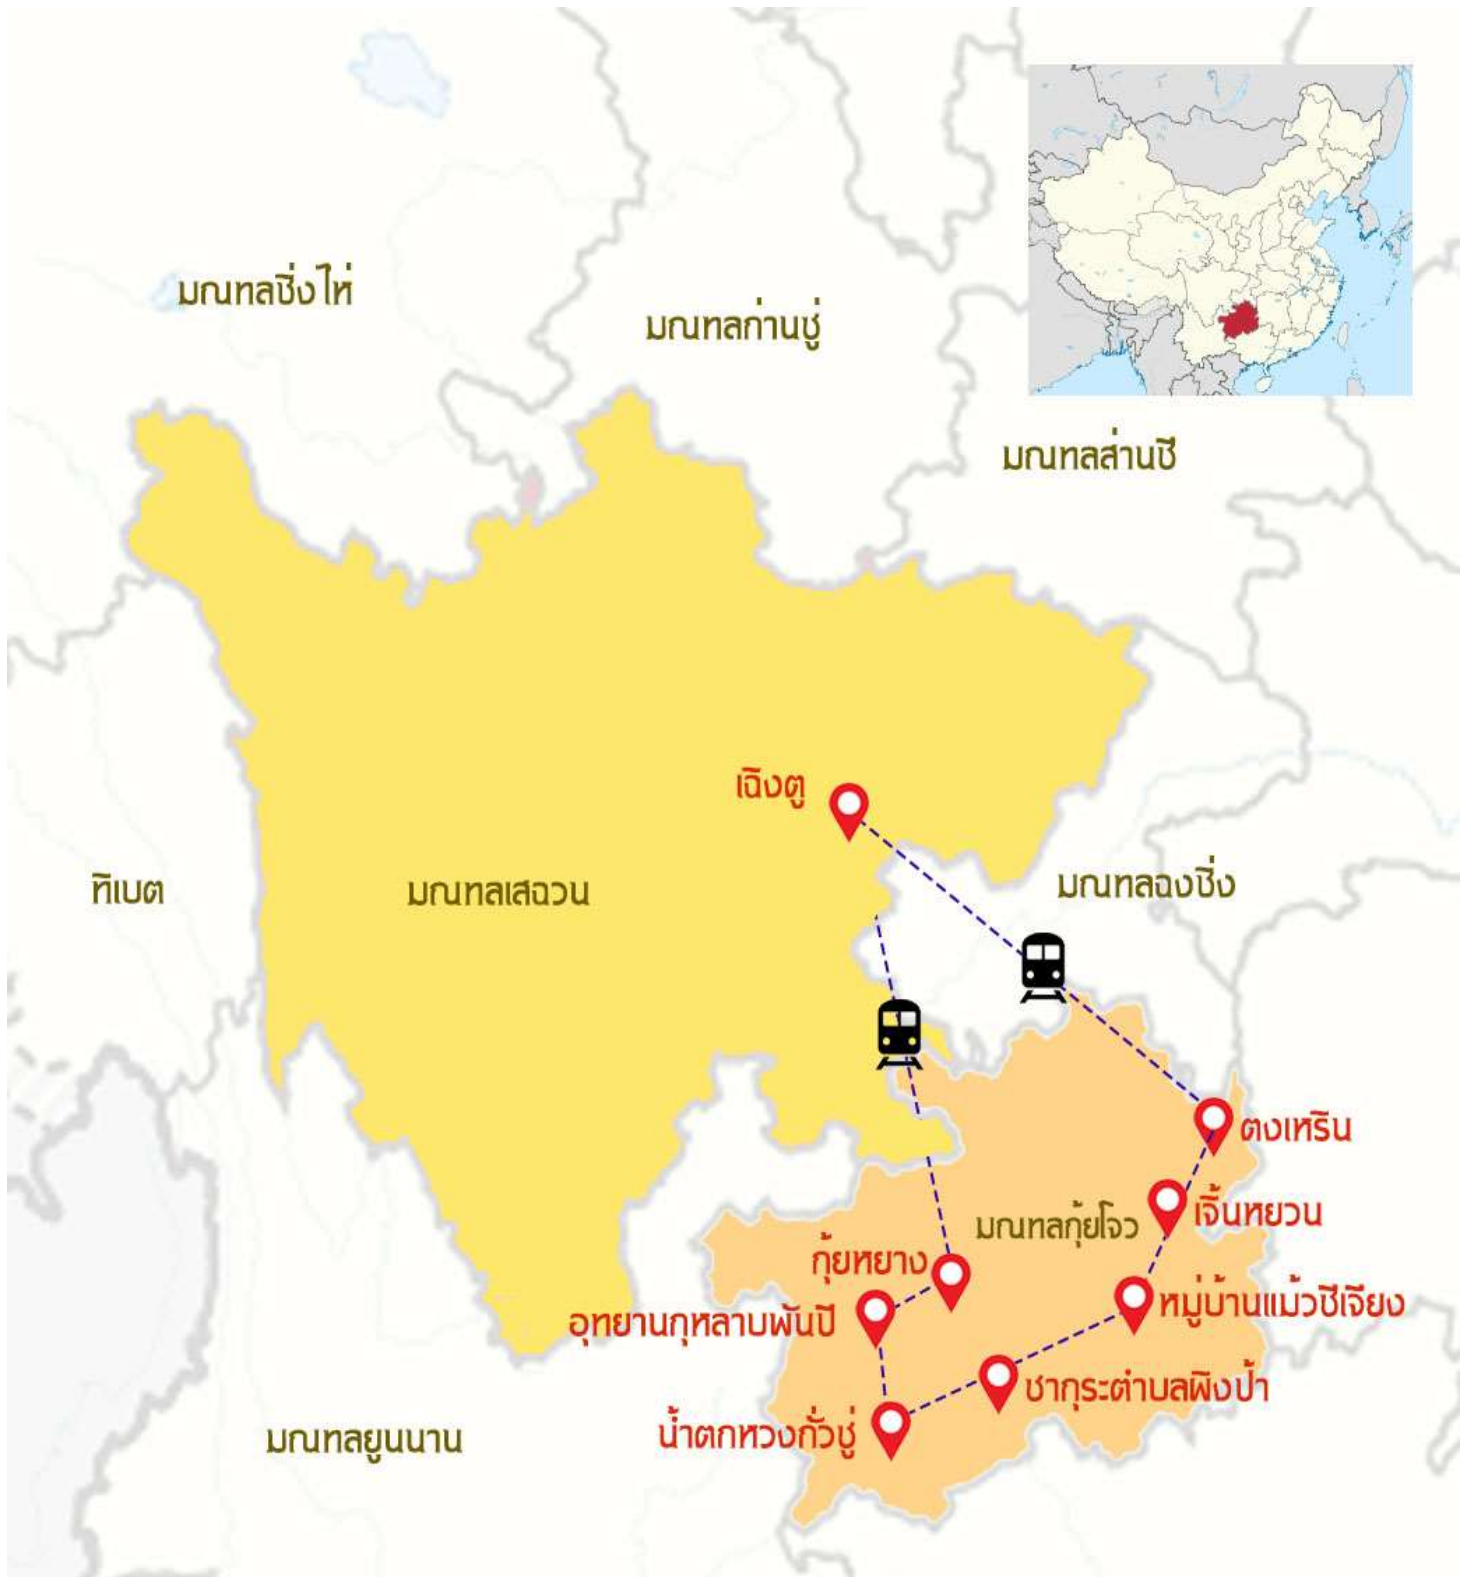 มณฑลชิ่งไห่
มณฑลก่านซู่
มณฑลส่านซี
เฉิงตู
ทิเบต
มณฑลเสฉวน
มณฑลฉงชิ่ง
ตงเหริน
เจิ้นหยวน
มณฑลกุ้ยโจว
กุ้ยหยาง
หมู่บ้านแม้วซีเจียง
อุทยานกุหลาบพันปี
ซากุระตำบลผิงป้า
น้ำตกหวงกั่วซู่
มณฑลยูนนาน